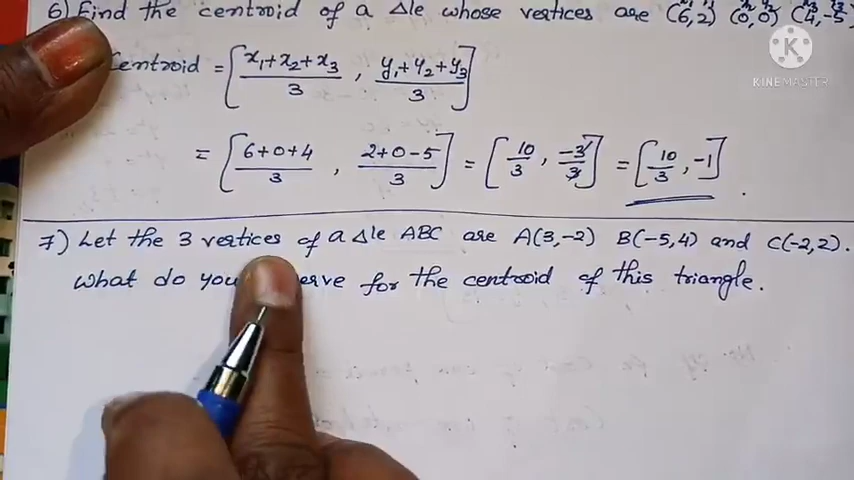 6) Find the centroid of a Δle whose vertices are (6,2) (0,0) (4,-5)
Centroid = [x₁+x₂+x₃/3, y₁+y₂+y₃/3]
= [6+0+4/3, 2+0-5/3] = [10/3, -3/3] = [10/3, -1].
7) Let the 3 vertices of a Δle ABC are A(3,-2) B(-5,4) and C(-2,2).
What do you erve for the centroid of this triangle.
KINEMASTER